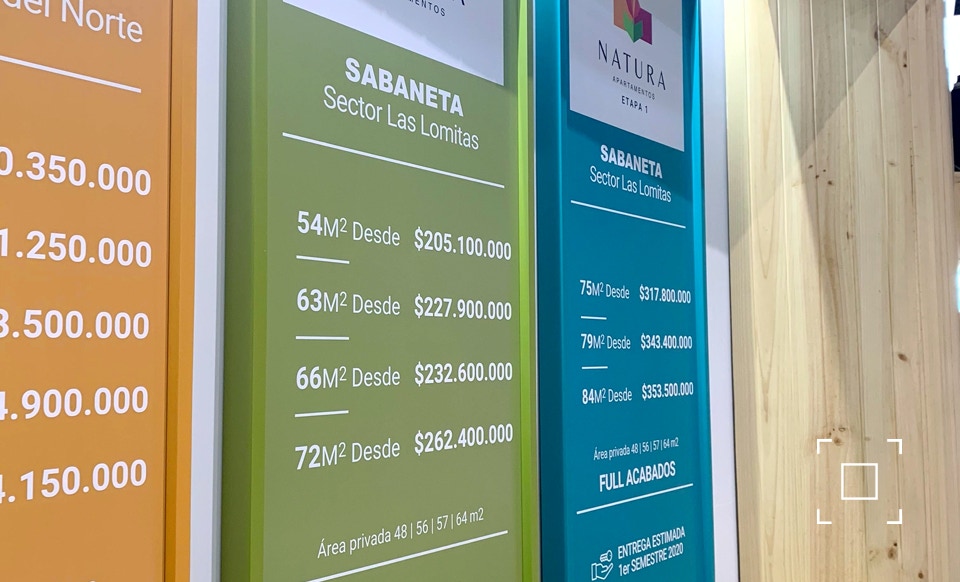 del Norte
0.350.000
1.250.000
3.500.000
4.900.000
4.150.000
SABANETA
Sector Las Lomitas
54M² Desde $205.100.000
63M² Desde $227.900.000
66M² Desde $232.600.000
72M² Desde $262.400.000
Área privada 48 | 56 | 57 | 64 m2
NATURA
APARTAMENTOS
ETAPA 1
SABANETA
Sector Las Lomitas
75M² Desde $317.800.000
79M² Desde $343.400.000
84M² Desde $353.500.000
Área privada 48 | 56 | 57 | 64 m2
FULL ACABADOS
ENTREGA ESTIMADA
1er SEMESTRE 2020